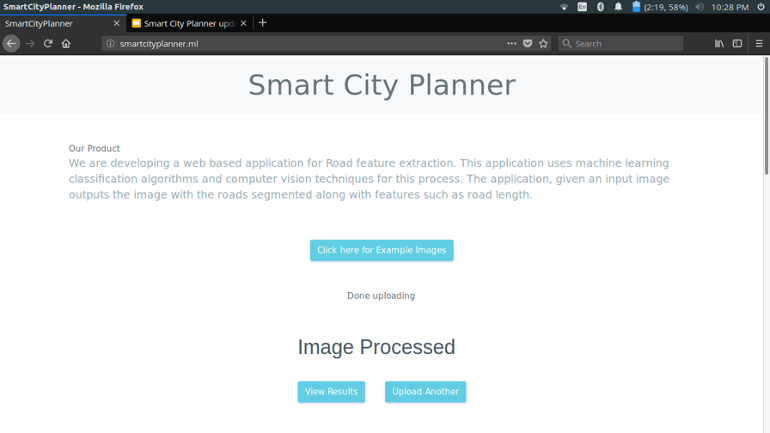 SmartCityPlanner - Mozilla Firefox
En
(2:19, 58%)
10:28 PM
SmartCityPlanner
Smart City Planner upda
smartcityplanner.ml
Search
Smart City Planner
Our Product
We are developing a web based application for Road feature extraction. This application uses machine learning
classification algorithms and computer vision techniques for this process. The application, given an input image
outputs the image with the roads segmented along with features such as road length.
Click here for Example Images
Done uploading
Image Processed
View Results
Upload Another